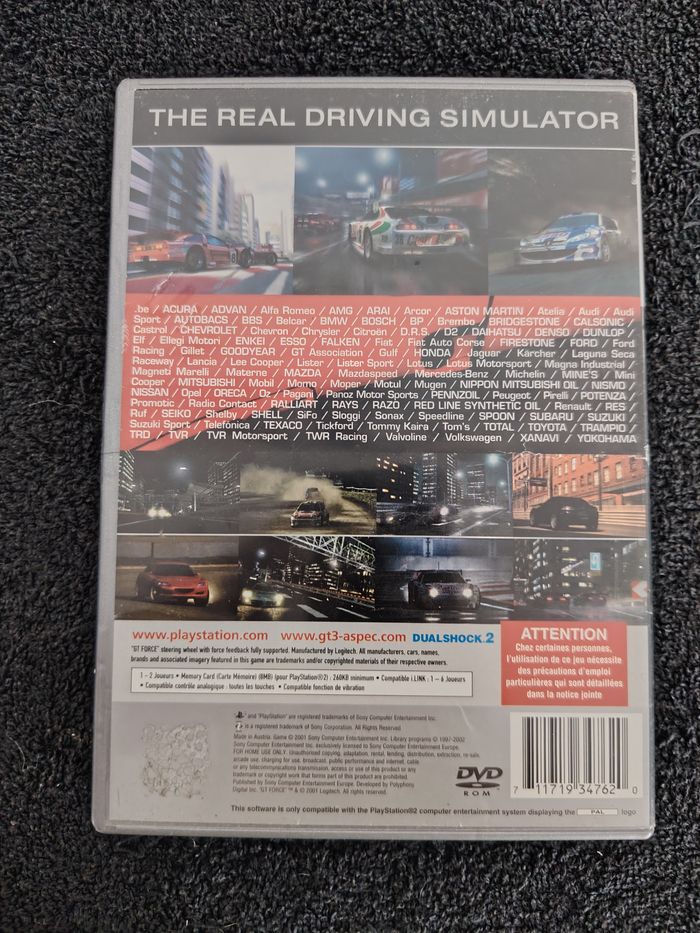 THE REAL DRIVING SIMULATOR
.be / ACURA / ADVAN / Alfa Romeo / AMG / ARAI / Arcor / ASTON MARTIN / Atelia / Audi / Audi
Sport / AUTOBACS / BBS / Belcar / BMW / BOSCH / BP / Brembo / BRIDGESTONE / CALSONIC /
Castrol / CHEVROLET / Chevron / Chrysler / Citroën / D.R.S. / D2 / DAIHATSU / DENSO / DUNLOP /
Elf / Ellegi Motori / ENKEI / ESSO / FALKEN / Fiat / Fiat Auto Corse / FIRESTONE / FORD / Ford
Racing / Gillet / GOODYEAR / GT Association / Gulf / HONDA / Jaguar / Kärcher / Laguna Seca
Raceway / Lancia / Lee Cooper / Lister / Lister Sport / Lotus / Lotus Motorsport / Magna Industrial /
Magneti Marelli / Materne / MAZDA / Mazdaspeed / Mercedes-Benz / Michelin / MINE'S / Mini
Cooper / MITSUBISHI / Mobil / Momo / Moper / Motul / Mugen / NIPPON MITSUBISHI OIL / NISMO
/ NISSAN / Opel / ORECA / Oz / Pagani / Panoz Motor Sports / PENNZOIL / Peugeot / Pirelli / POTENZA
/ Promotic / Radio Contact / RALLIART / RAYS / RAZO / RED LINE SYNTHETIC OIL / Renault / RES /
Ruf / SEIKO / Shelby / SHELL / SiFo / Sloggi / Sonax / Speedline / SPOON / SUBARU / SUZUKI /
Suzuki Sport / Telefónica / TEXACO / Tickford / Tommy Kaira / Tom's / TOTAL / TOYOTA / TRAMPIO /
TRD / TVR / TVR Motorsport / TWR Racing / Valvoline / Volkswagen / XANAVI / YOKOHAMA
www.playstation.com www.gt3-aspec.com DUALSHOCK.2
"GT FORCE" steering wheel with force feedback fully supported. Manufactured by Logitech. All manufacturers, cars, names,
brands and associated imagery featured in this game are trademarks and/or copyrighted materials of their respective owners.
1 – 2 Joueurs • Memory Card (Carte Mémoire) (8MB) (pour PlayStation®2) : 260KB minimum • Compatible i.LINK : 1 – 6 Joueurs
• Compatible contrôle analogique : toutes les touches • Compatible fonction de vibration
ATTENTION
Chez certaines personnes,
l'utilisation de ce jeu nécessite
des précautions d'emploi
particulières qui sont détaillées
dans la notice jointe
and "PlayStation" are registered trademarks of Sony Computer Entertainment Inc.
is a registered trademark of Sony Corporation. All Rights Reserved.
Made in Austria. Game © 2001 Sony Computer Entertainment Inc. Library programs © 1997-2002
Sony Computer Entertainment Inc. exclusively licensed to Sony Computer Entertainment Europe.
FOR HOME USE ONLY. Unauthorised copying, adaptation, rental, lending, distribution, extraction, re-sale,
arcade use, charging for use, broadcast, public performance and internet, cable
or any telecommunications transmission, access or use of this product or any
trademark or copyright work that forms part of this product are prohibited.
Published by Sony Computer Entertainment Europe. Developed by Polyphony
Digital Inc. "GT FORCE" ™ & © 2001 Logitech. All rights reserved.
DVD
ROM
7 11719 34762 0
This software is only compatible with the PlayStation®2 computer entertainment system displaying the PAL logo